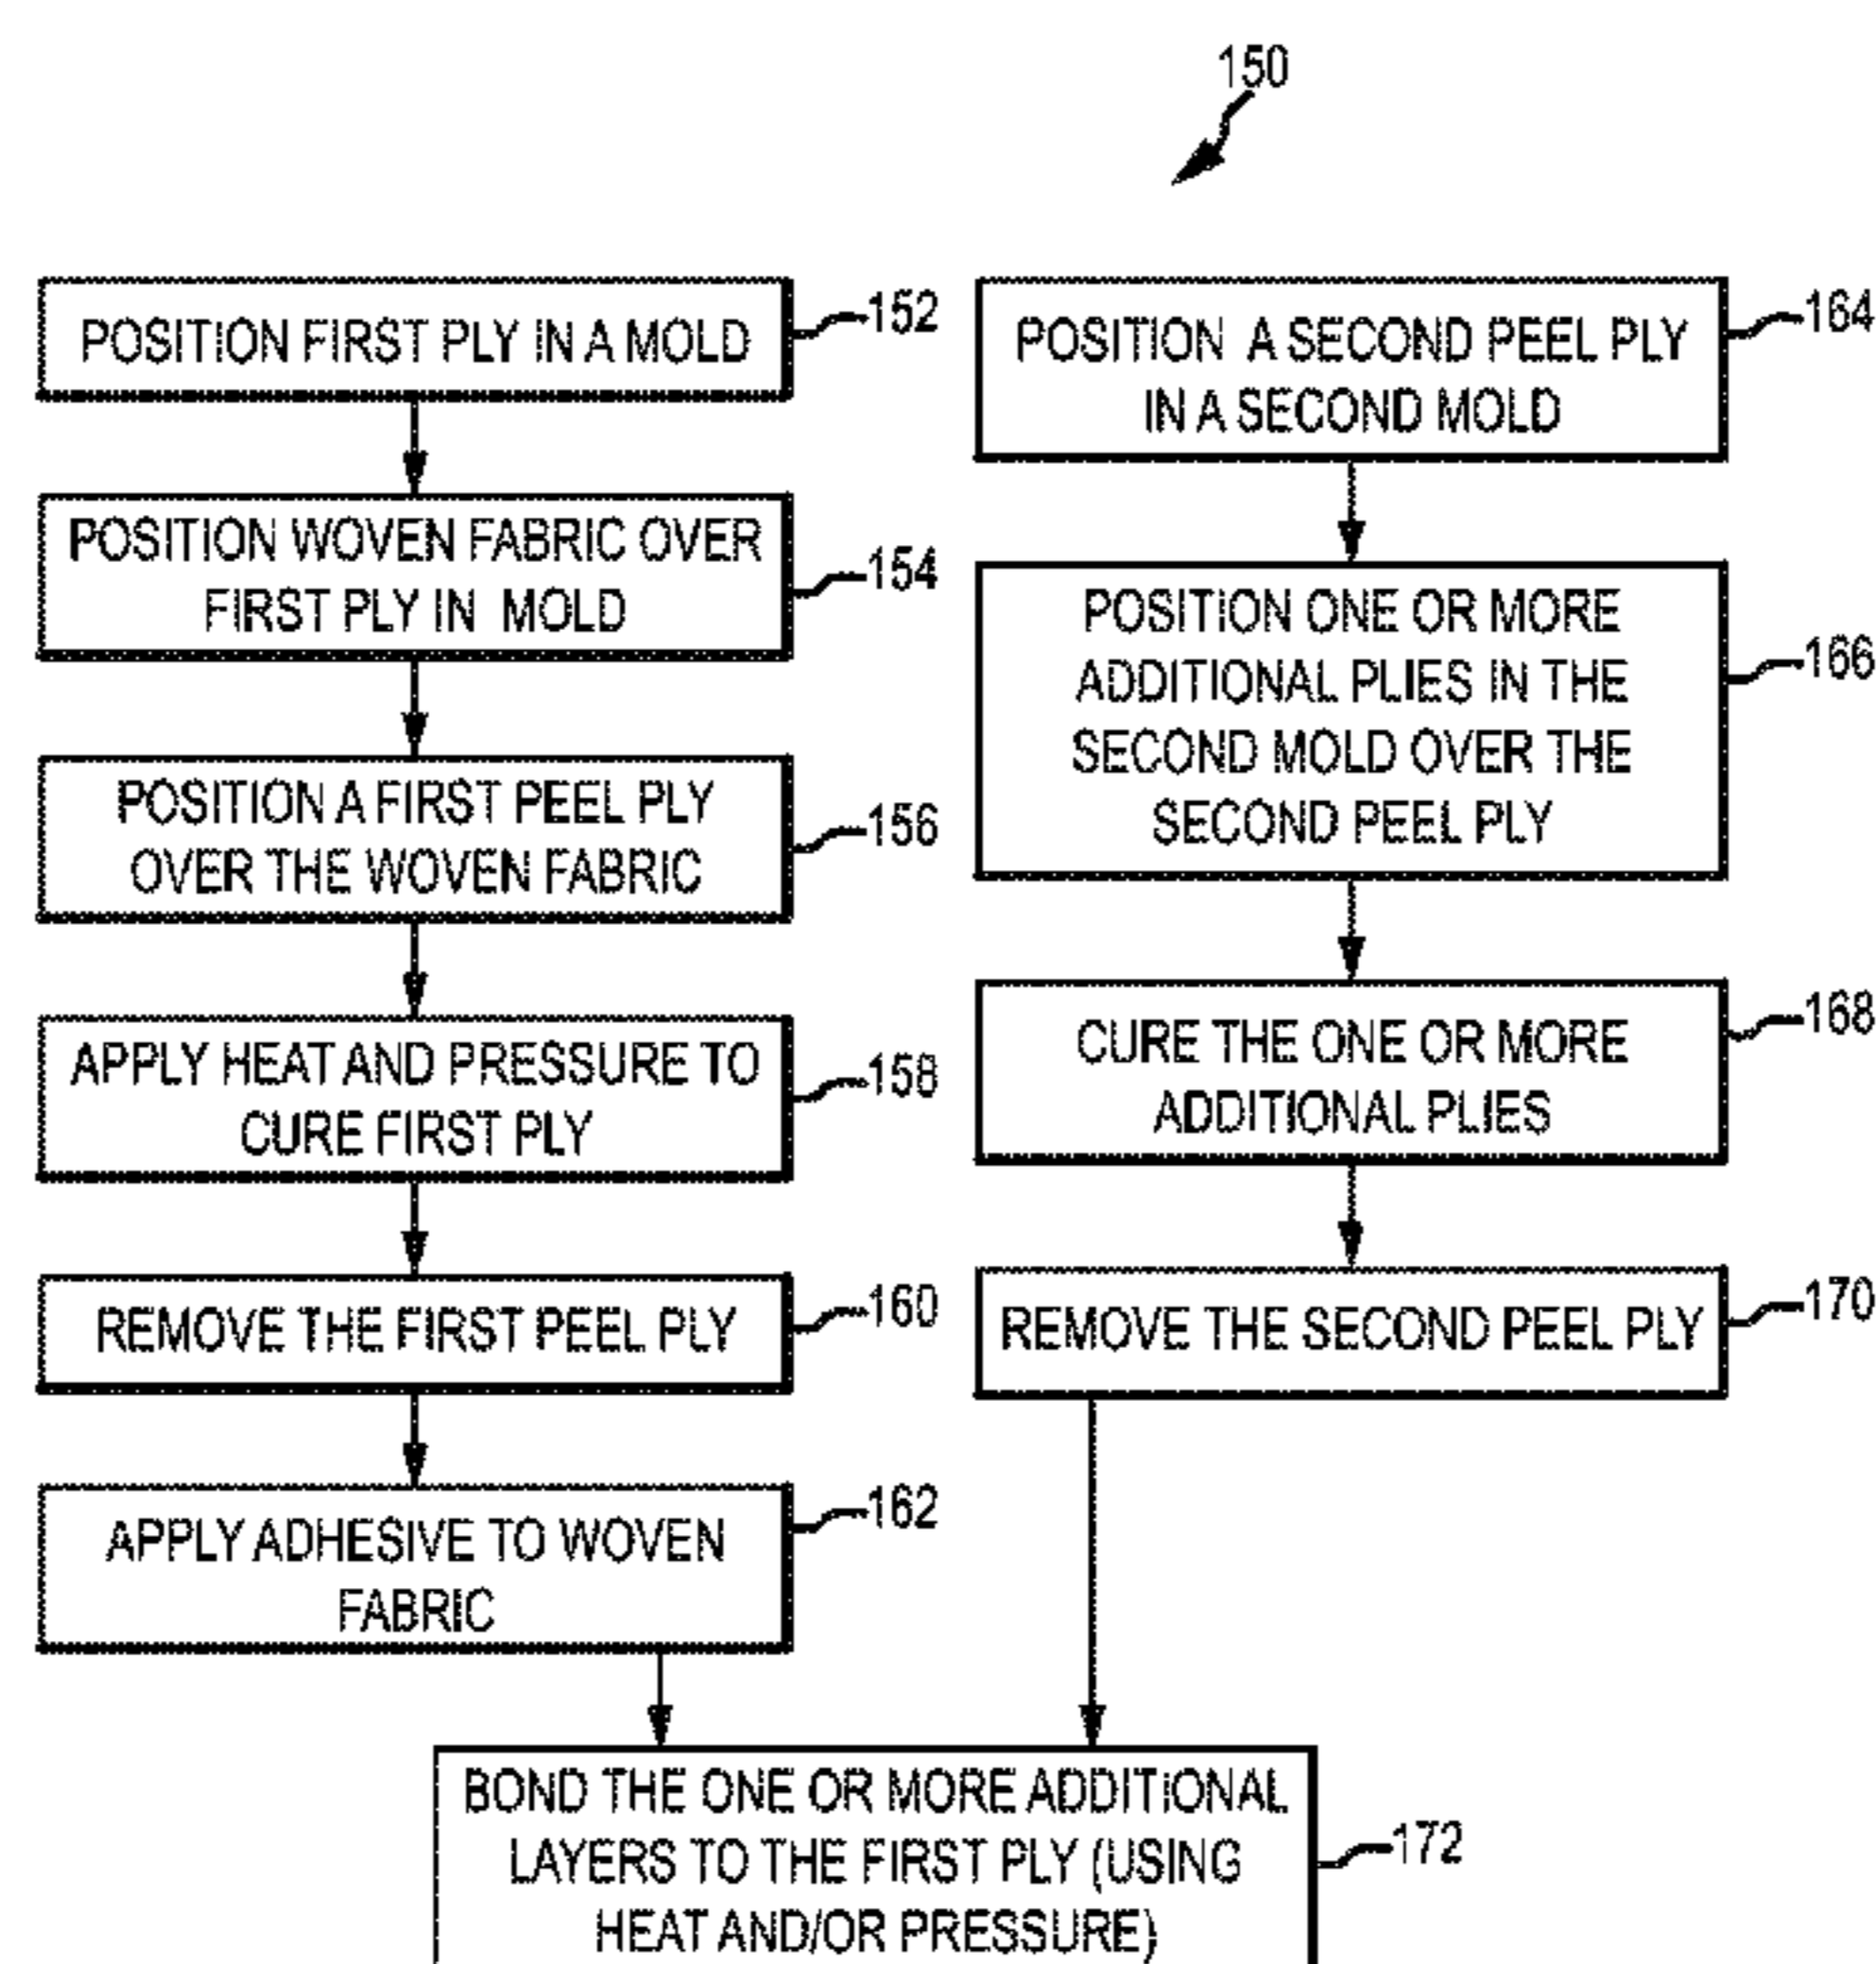 150
POSITION FIRST PLY IN A MOLD
152
POSITION WOVEN FABRIC OVER
FIRST PLY IN MOLD
154
POSITION A FIRST PEEL PLY
OVER THE WOVEN FABRIC
156
APPLY HEAT AND PRESSURE TO
CURE FIRST PLY
158
REMOVE THE FIRST PEEL PLY
160
APPLY ADHESIVE TO WOVEN
FABRIC
162
POSITION A SECOND PEEL PLY
IN A SECOND MOLD
164
POSITION ONE OR MORE
ADDITIONAL PLIES IN THE
SECOND MOLD OVER THE
SECOND PEEL PLY
166
CURE THE ONE OR MORE
ADDITIONAL PLIES
168
REMOVE THE SECOND PEEL PLY
170
BOND THE ONE OR MORE ADDITIONAL
LAYERS TO THE FIRST PLY (USING
HEAT AND/OR PRESSURE)
172